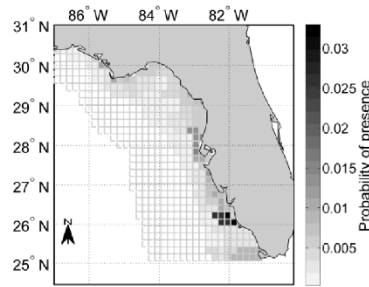 86° W 84° W 82° W
31° N
30° N
29° N
28° N
27° N
26° N
25° N
N
0.03
0.025
0.02
0.015
0.01
0.005
Probability of presence